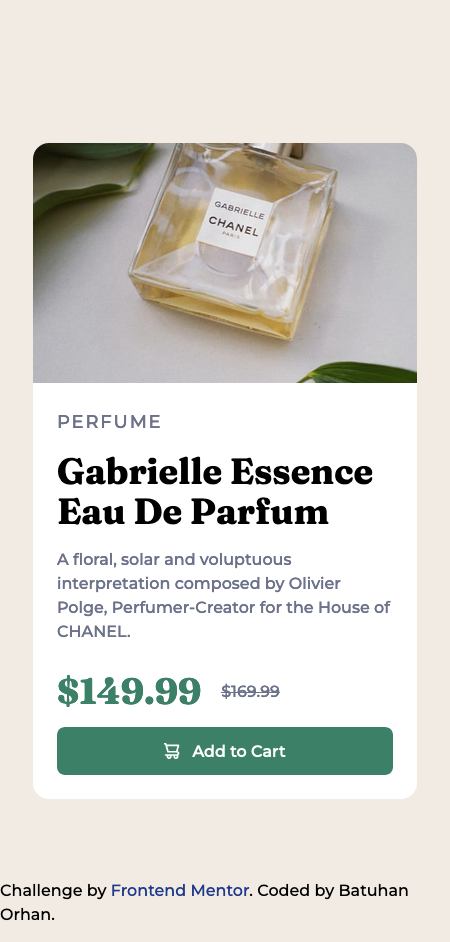 GABRIELLE
CHANEL
PARIS
PERFUME
Gabrielle Essence
Eau De Parfum
A floral, solar and voluptuous
interpretation composed by Olivier
Polge, Perfumer-Creator for the House of
CHANEL.
$149.99 $169.99
Add to Cart
Challenge by Frontend Mentor. Coded by Batuhan
Orhan.